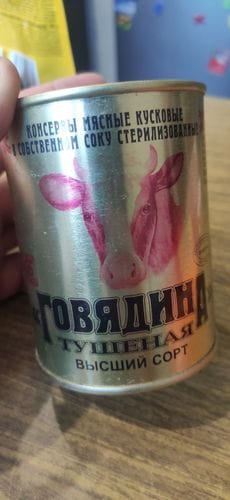 КОНСЕРВЫ МЯСНЫЕ КУСКОВЫЕ
В СОБСТВЕННОМ СОКУ СТЕРИЛИЗОВАННЫЕ
"ГОВЯДИНА
ТУШЕНАЯ
ВЫСШИЙ СОРТ